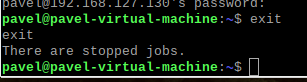 pavel@192.168.127.130's password:
pavel@pavel-virtual-machine:~$ exit
exit
There are stopped jobs.
pavel@pavel-virtual-machine:~$